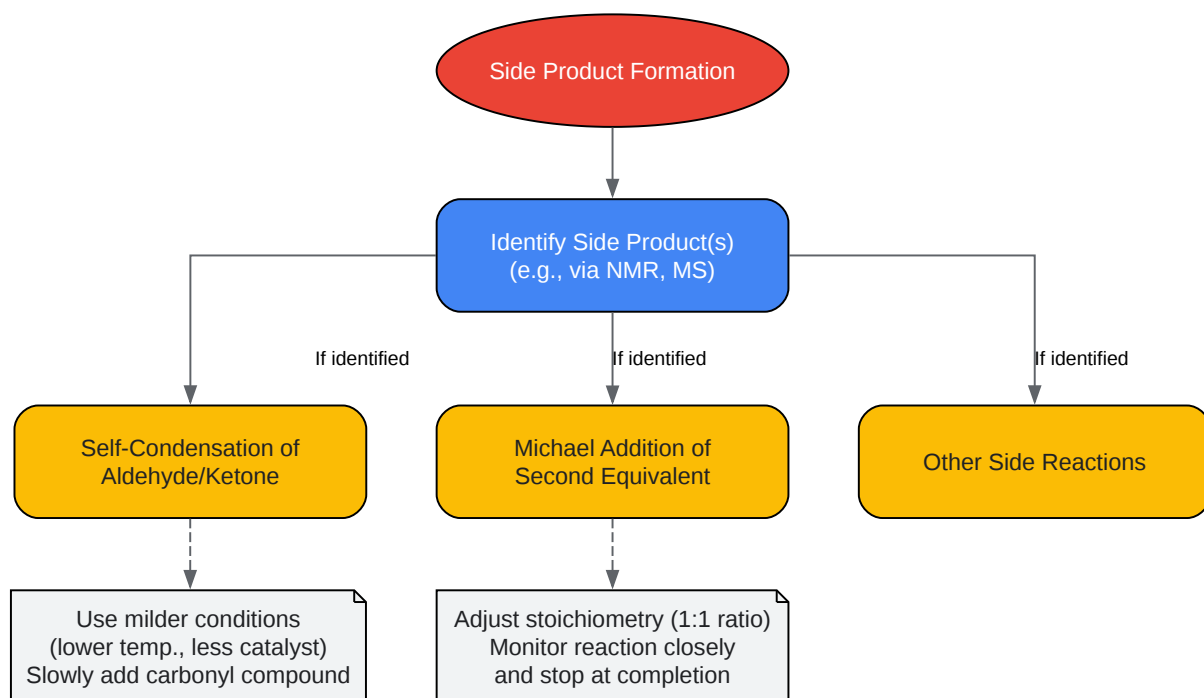 Side Product Formation
Identify Side Product(s)
(e.g., via NMR, MS)
If identified
If identified
If identified
Self-Condensation of
Aldehyde/Ketone
Michael Addition of
Second Equivalent
Other Side Reactions
Use milder conditions
(lower temp., less catalyst)
Slowly add carbonyl compound
Adjust stoichiometry (1:1 ratio)
Monitor reaction closely
and stop at completion